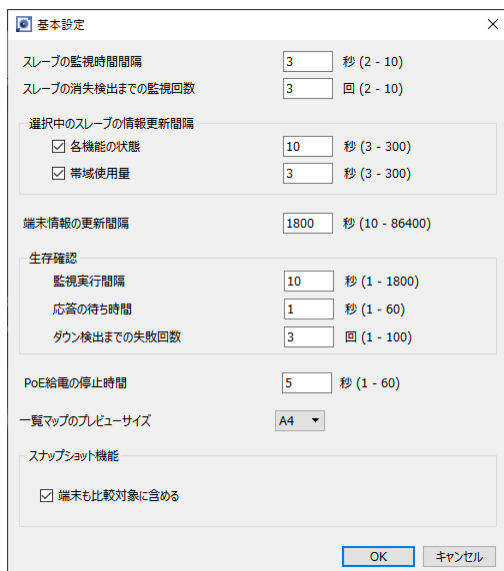 基本設定
スレーブの監視時間間隔 3 秒 (2 - 10)
スレーブの消失検出までの監視回数 3 回 (2 - 10)
選択中のスレーブの情報更新間隔
各機能の状態 10 秒 (3 - 300)
帯域使用量 3 秒 (3 - 300)
端末情報の更新間隔 1800 秒 (10 - 86400)
生存確認
監視実行間隔 10 秒 (1 - 1800)
応答の待ち時間 1 秒 (1 - 60)
ダウン検出までの失敗回数 3 回 (1 - 100)
PoE給電の停止時間 5 秒 (1 - 60)
一覧マップのプレビューサイズ A4
スナップショット機能
端末も比較対象に含める
OK キャンセル